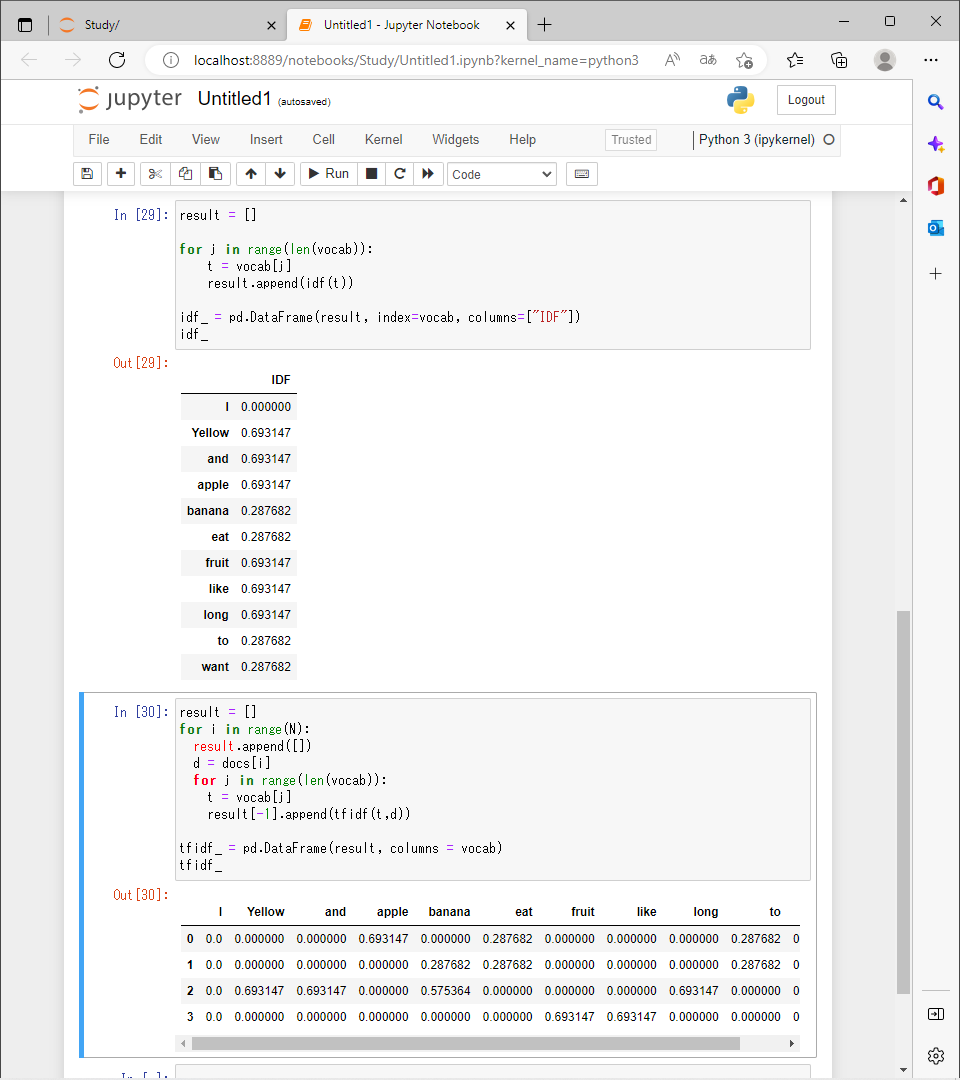 Study/
Untitled1 - Jupyter Notebook
localhost:8889/notebooks/Study/Untitled1.ipynb?kernel_name=python3
jupyter Untitled1 (autosaved)
Logout
File Edit View Insert Cell Kernel Widgets Help Trusted Python 3 (ipykernel)
Run Code
In [29]: result = []
for j in range(len(vocab)):
    t = vocab[j]
    result.append(idf(t))
idf_ = pd.DataFrame(result, index=vocab, columns=["IDF"])
idf_
Out[29]:
IDF
I 0.000000
Yellow 0.693147
and 0.693147
apple 0.693147
banana 0.287682
eat 0.287682
fruit 0.693147
like 0.693147
long 0.693147
to 0.287682
want 0.287682
In [30]: result = []
for i in range(N):
  result.append([])
  d = docs[i]
  for j in range(len(vocab)):
    t = vocab[j]
    result[-1].append(tfidf(t,d))
tfidf_ = pd.DataFrame(result, columns = vocab)
tfidf_
Out[30]:
I Yellow and apple banana eat fruit like long to
0 0.0 0.000000 0.000000 0.693147 0.000000 0.287682 0.000000 0.000000 0.000000 0.287682 0
1 0.0 0.000000 0.000000 0.000000 0.287682 0.287682 0.000000 0.000000 0.000000 0.287682 0
2 0.0 0.693147 0.693147 0.000000 0.575364 0.000000 0.000000 0.000000 0.693147 0.000000 0
3 0.0 0.000000 0.000000 0.000000 0.000000 0.000000 0.693147 0.693147 0.000000 0.000000 0